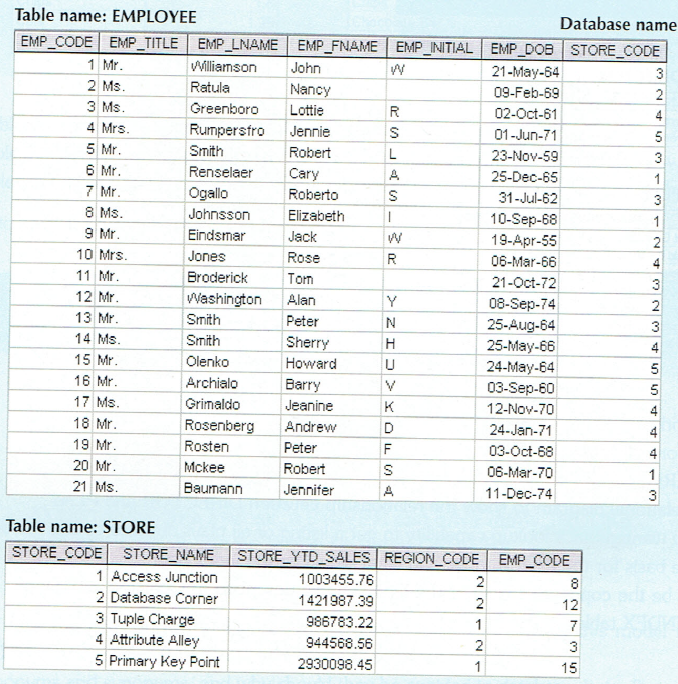 Table name: EMPLOYEE
Database name
EMP_CODE EMP_TITLE EMP_LNAME EMP_FNAME EMP_INITIAL EMP_DOB STORE_CODE
1 Mr. Williamson John W 21-May-64 3
2 Ms. Ratula Nancy 09-Feb-69 2
3 Ms. Greenboro Lottie R 02-Oct-61 4
4 Mrs. Rumpersfro Jennie S 01-Jun-71 5
5 Mr. Smith Robert L 23-Nov-59 3
6 Mr. Renselaer Cary A 25-Dec-65 1
7 Mr. Ogallo Roberto S 31-Jul-62 3
8 Ms. Johnsson Elizabeth I 10-Sep-68 1
9 Mr. Eindsmar Jack W 19-Apr-55 2
10 Mrs. Jones Rose R 06-Mar-66 4
11 Mr. Broderick Tom 21-Oct-72 3
12 Mr. Washington Alan Y 08-Sep-74 2
13 Mr. Smith Peter N 25-Aug-64 3
14 Ms. Smith Sherry H 25-May-66 4
15 Mr. Olenko Howard U 24-May-64 5
16 Mr. Archialo Barry V 03-Sep-60 5
17 Ms. Grimaldo Jeanine K 12-Nov-70 4
18 Mr. Rosenberg Andrew D 24-Jan-71 4
19 Mr. Rosten Peter F 03-Oct-68 4
20 Mr. Mckee Robert S 06-Mar-70 1
21 Ms. Baumann Jennifer A 11-Dec-74 3
Table name: STORE
STORE_CODE STORE_NAME STORE_YTD_SALES REGION_CODE EMP_CODE
1 Access Junction 1003455.76 2 8
2 Database Corner 1421987.39 2 12
3 Tuple Charge 986783.22 1 7
4 Attribute Alley 944568.56 2 3
5 Primary Key Point 2930098.45 1 15